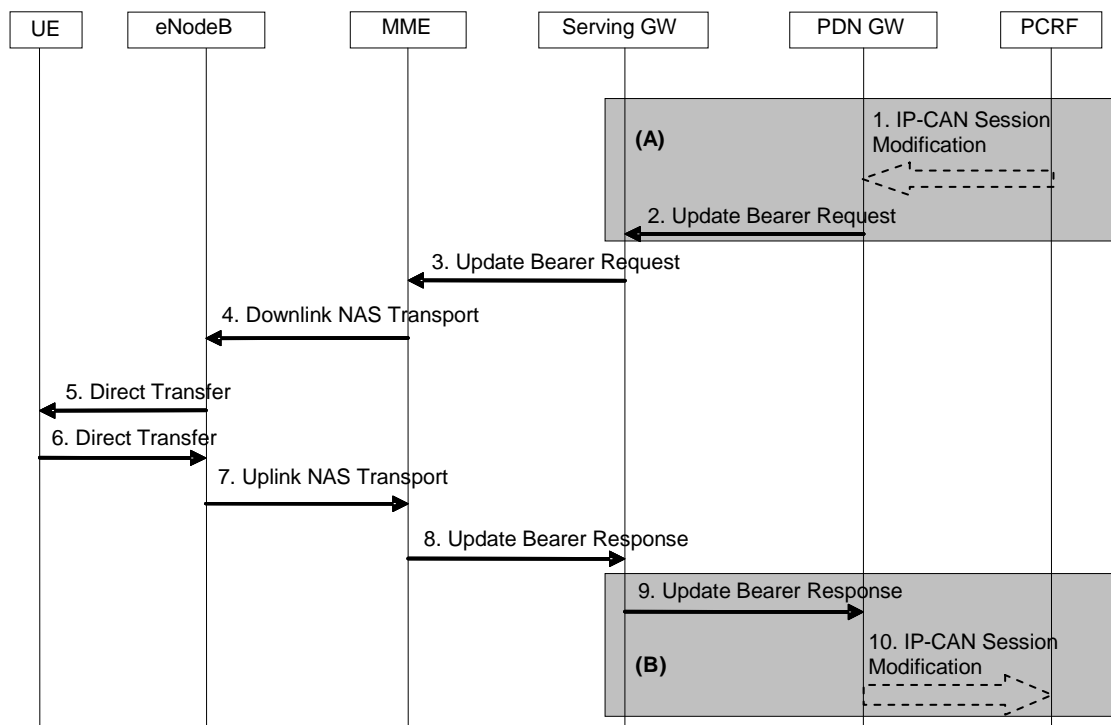 UE
eNodeB
MME
Serving GW
PDN GW
PCRF
(A)
1. IP-CAN Session
Modification
2. Update Bearer Request
3. Update Bearer Request
4. Downlink NAS Transport
5. Direct Transfer
6. Direct Transfer
7. Uplink NAS Transport
8. Update Bearer Response
9. Update Bearer Response
(B)
10. IP-CAN Session
Modification